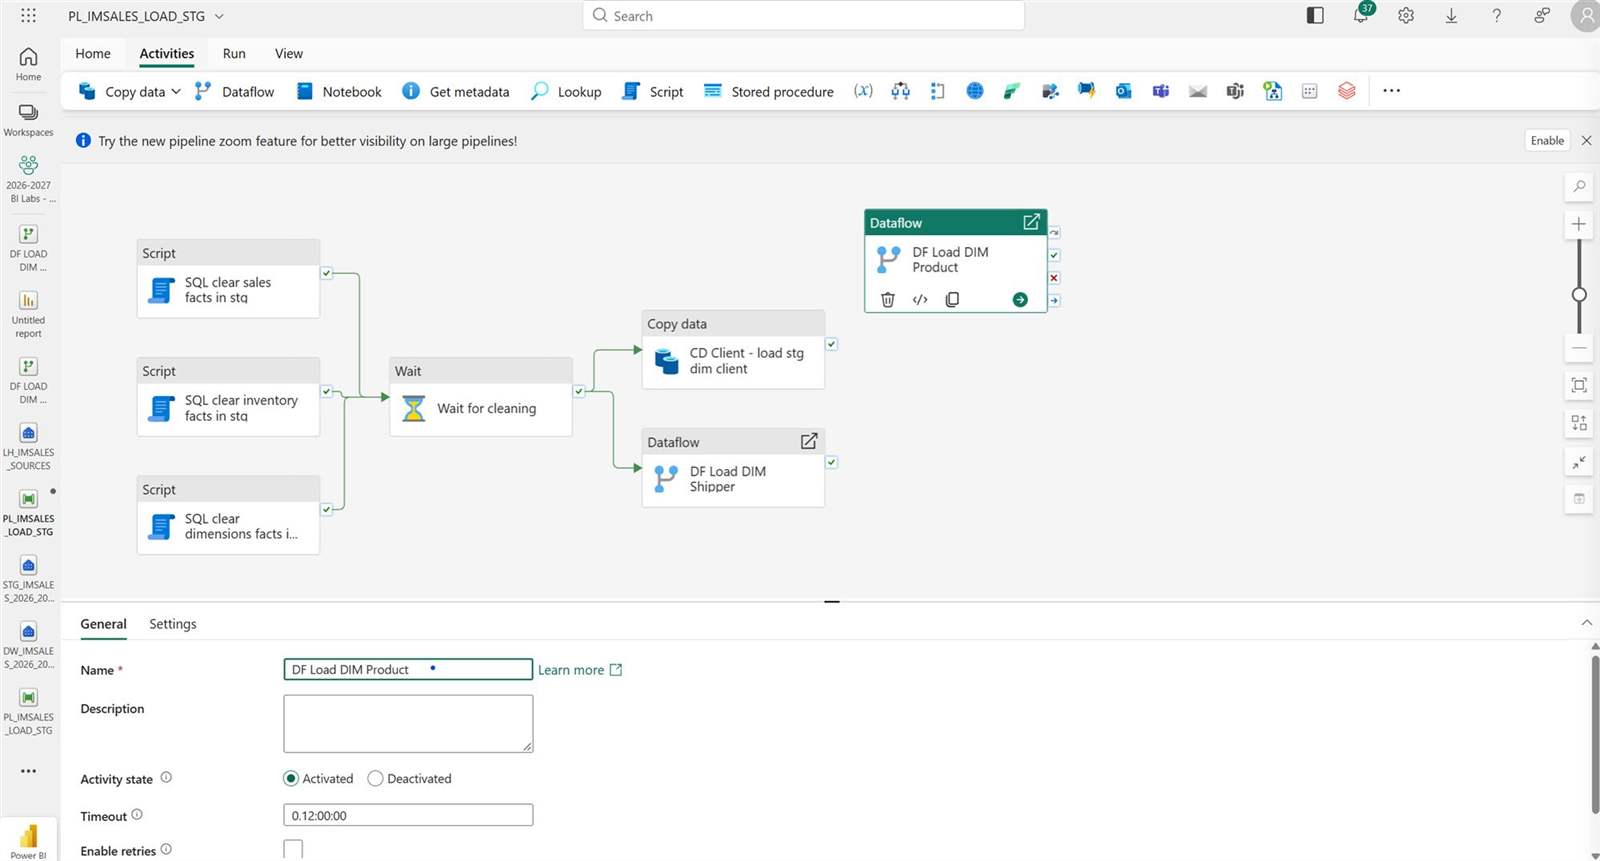 PL_IMSALES_LOAD_STG
Search
37
Home
Activities
Run
View
Copy data
Dataflow
Notebook
Get metadata
Lookup
Script
Stored procedure
(x)
Try the new pipeline zoom feature for better visibility on large pipelines!
Enable
Home
Workspaces
2026-2027
BI Labs - ...
DF LOAD
DIM ...
Untitled
report
DF LOAD
DIM ...
LH_IMSALES
_SOURCES
PL_IMSALES
_LOAD_STG
STG_IMSALE
S_2026_20...
DW_IMSALE
S_2026_20...
PL_IMSALES
_LOAD_STG
Power BI
Script
SQL clear sales
facts in stg
Script
SQL clear inventory
facts in stg
Script
SQL clear
dimensions facts i...
Wait
Wait for cleaning
Copy data
CD Client - load stg
dim client
Dataflow
DF Load DIM
Shipper
Dataflow
DF Load DIM
Product
General
Settings
Name *
DF Load DIM Product
Learn more
Description
Activity state
Activated
Deactivated
Timeout
0.12:00:00
Enable retries